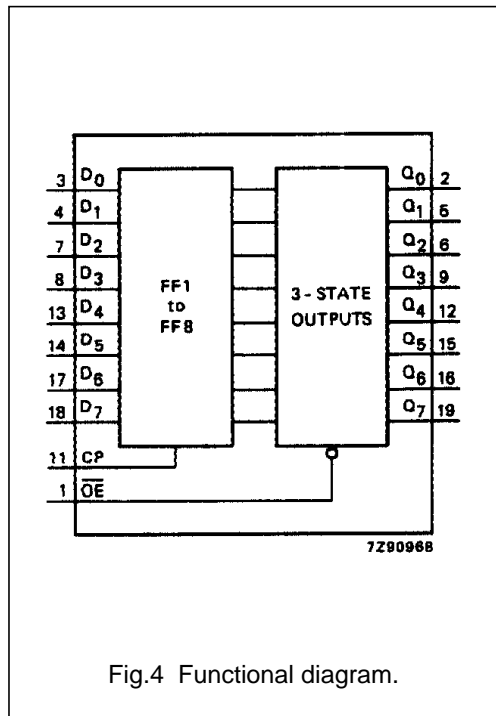 3 D0
4 D1
7 D2
8 D3
13 D4
14 D5
17 D6
18 D7
11 CP
1 OE
FF1
to
FF8
3-STATE
OUTPUTS
Q0 2
Q1 5
Q2 6
Q3 9
Q4 12
Q5 15
Q6 16
Q7 19
7Z90968
Fig.4 Functional diagram.